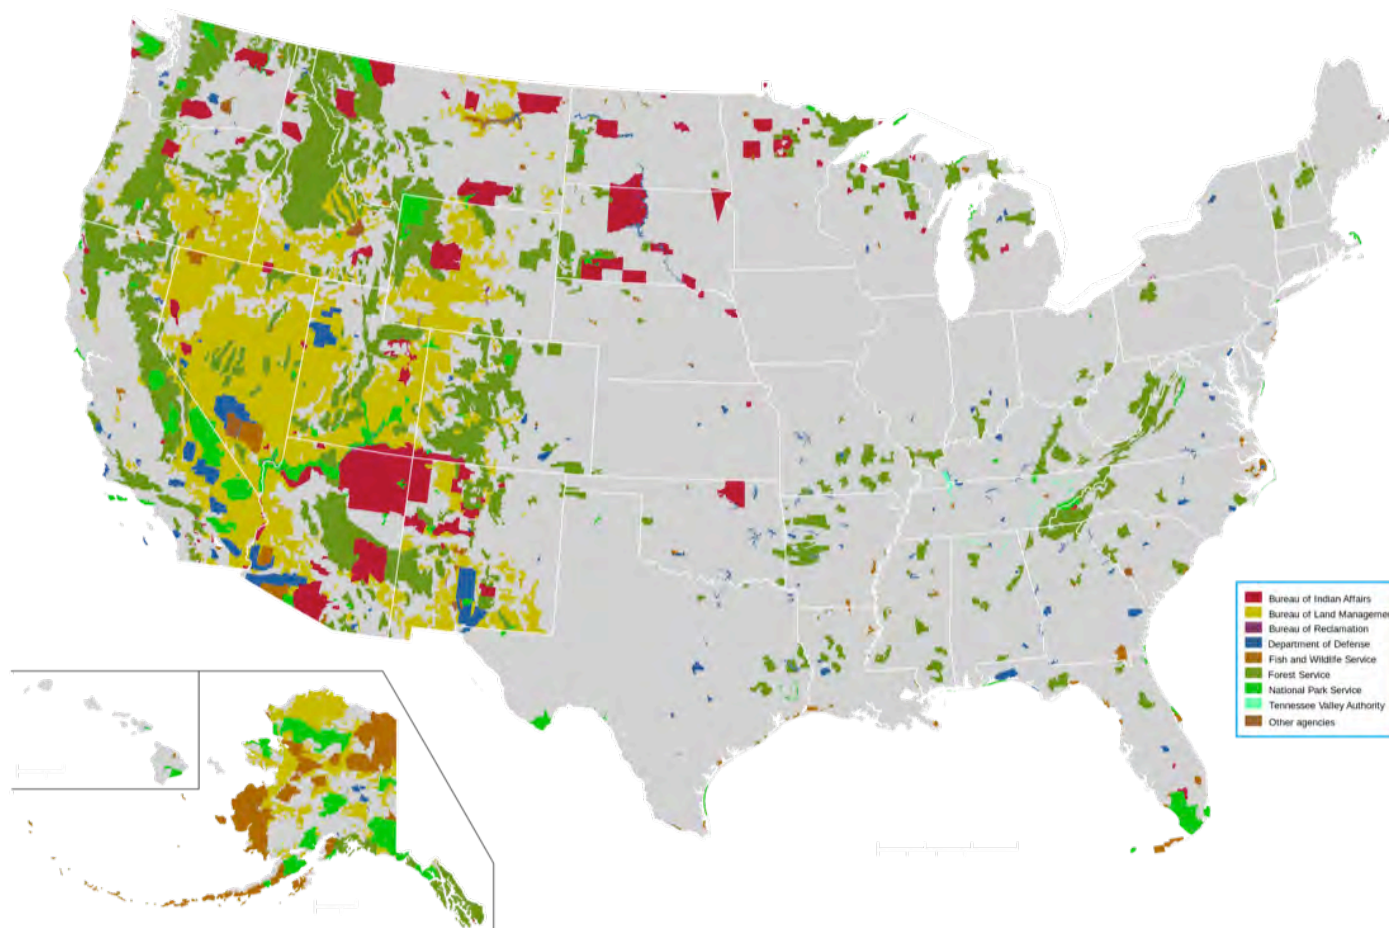 Bureau of Indian Affairs
Bureau of Land Managemen
Bureau of Reclamation
Department of Defense
Fish and Wildlife Service
Forest Service
National Park Service
Tennessee Valley Authority
Other agencies